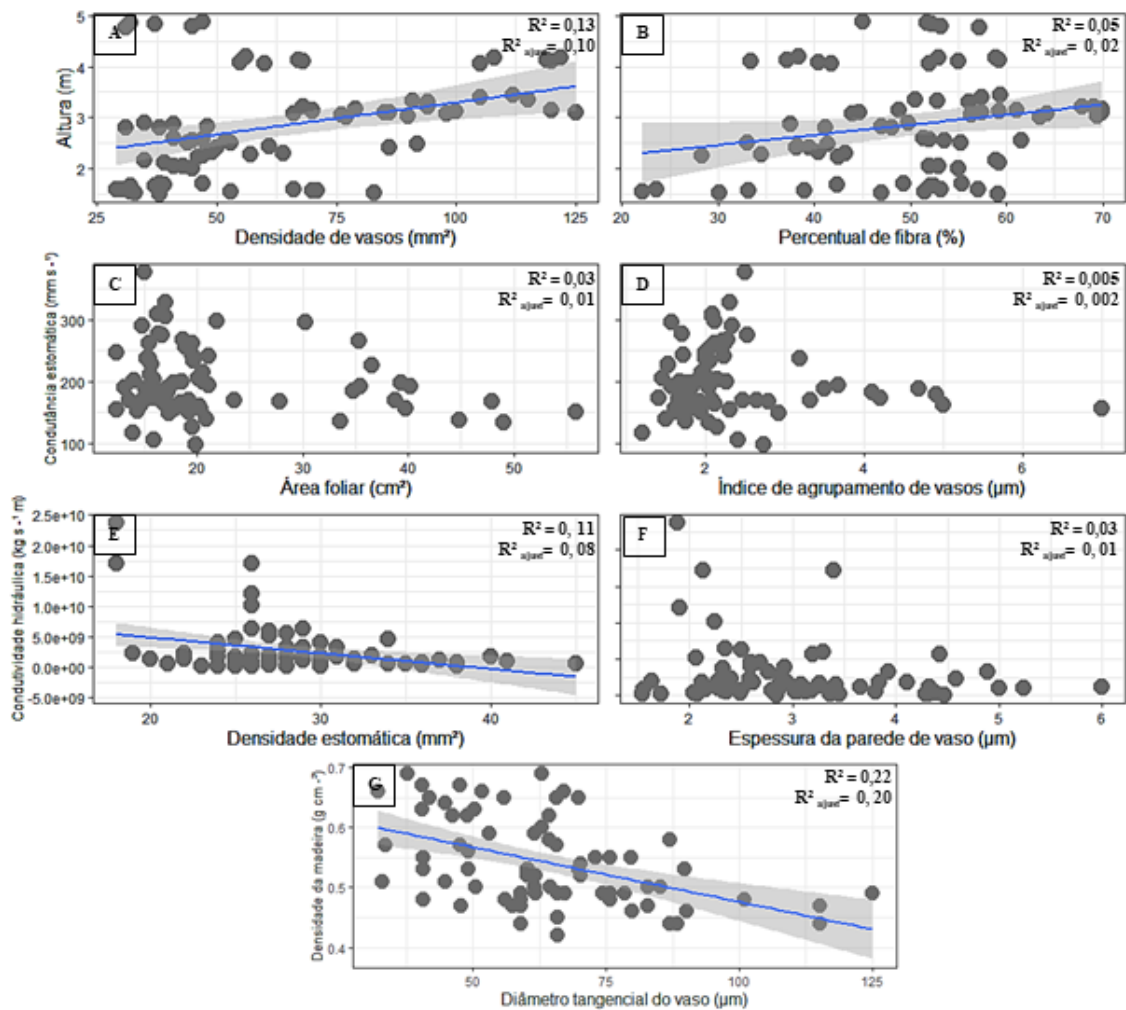 A
R² = 0,13
R² ajust= 0,10
Altura (m)
5
4
3
2
25
50
75
100
125
Densidade de vasos (mm²)
B
R² = 0,05
R² ajust= 0, 02
20
30
40
50
60
70
Percentual de fibra (%)
C
R² = 0,03
R² ajust= 0, 01
Condutância estomática (mm s -¹)
300
200
100
20
30
40
50
Área foliar (cm²)
D
R² = 0,005
R² ajust= 0, 002
2
4
6
Índice de agrupamento de vasos (µm)
E
R² = 0, 11
R² ajust= 0, 08
Condutividade hidráulica (kg s -¹ m)
2.5e+10
2.0e+10
1.5e+10
1.0e+10
5.0e+09
0.0e+00
-5.0e+09
20
30
40
Densidade estomática (mm²)
F
R² = 0,03
R² ajust= 0, 01
2
3
4
5
6
Espessura da parede de vaso (µm)
G
R² = 0,22
R² ajust= 0, 20
Densidade da madeira (g cm -³)
0.7
0.6
0.5
0.4
50
75
100
125
Diâmetro tangencial do vaso (µm)